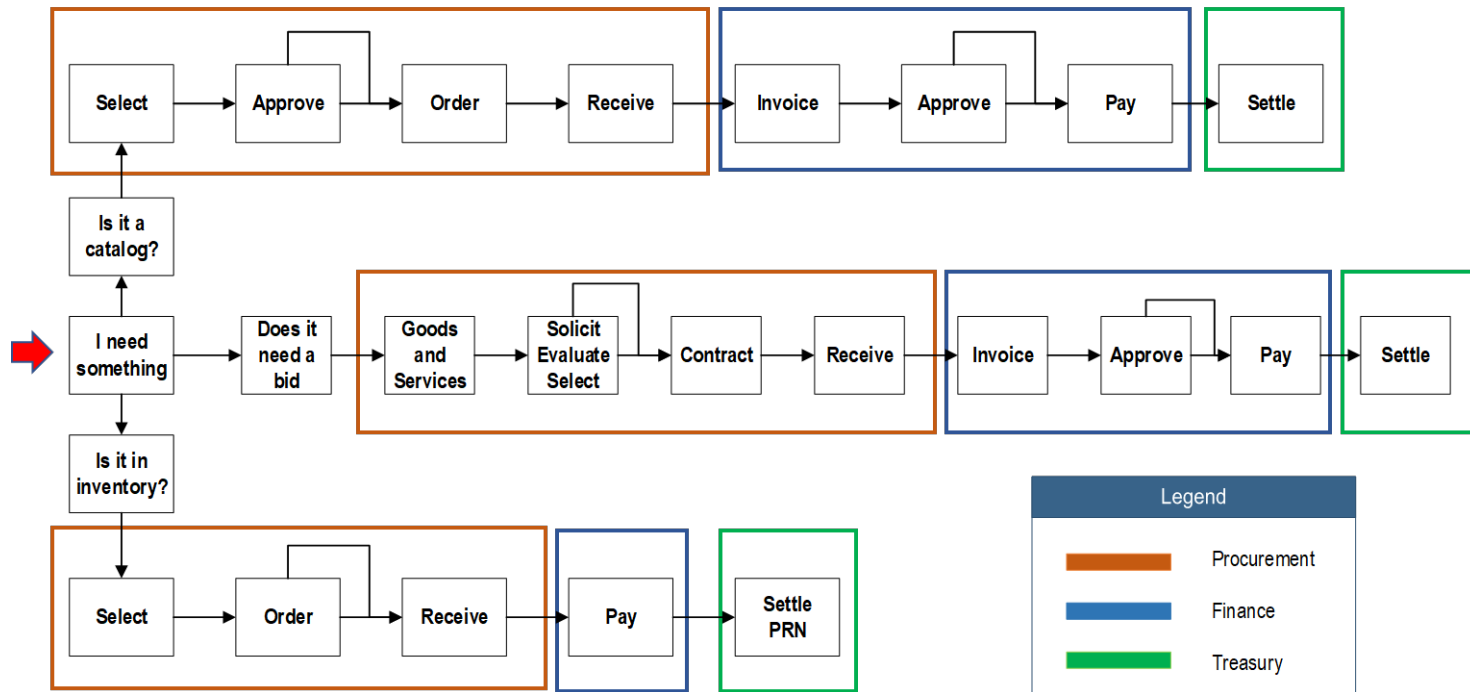 Select
Approve
Order
Receive
Invoice
Approve
Pay
Settle
Is it a
catalog?
I need
something
Does it
need a
bid
Goods
and
Services
Solicit
Evaluate
Select
Contract
Receive
Invoice
Approve
Pay
Settle
Is it in
inventory?
Select
Order
Receive
Pay
Settle
PRN
Legend
Procurement
Finance
Treasury